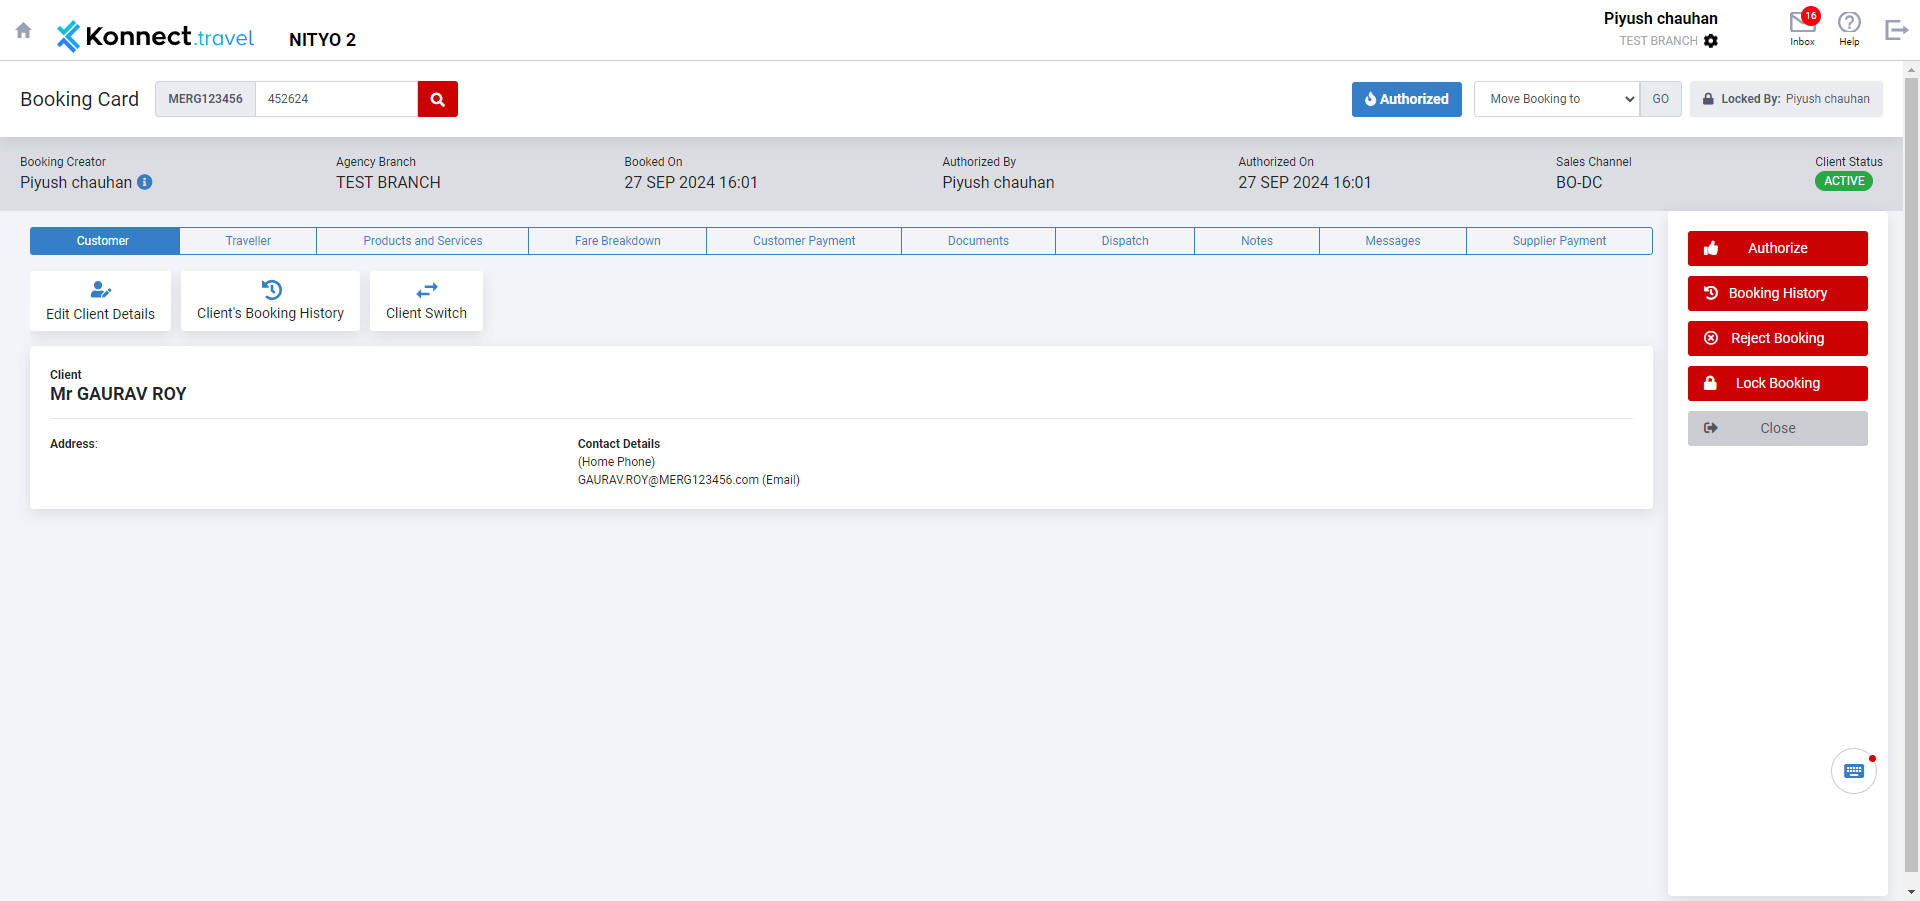 Konnect.travel
NITYO 2
Piyush chauhan
TEST BRANCH
16
Inbox
Help
Booking Card
MERG123456
452624
Authorized
Move Booking to
GO
Locked By: Piyush chauhan
Booking Creator
Piyush chauhan
Agency Branch
TEST BRANCH
Booked On
27 SEP 2024 16:01
Authorized By
Piyush chauhan
Authorized On
27 SEP 2024 16:01
Sales Channel
BO-DC
Client Status
ACTIVE
Customer
Traveller
Products and Services
Fare Breakdown
Customer Payment
Documents
Dispatch
Notes
Messages
Supplier Payment
Edit Client Details
Client's Booking History
Client Switch
Client
Mr GAURAV ROY
Address:
Contact Details
(Home Phone)
GAURAV.ROY@MERG123456.com (Email)
Authorize
Booking History
Reject Booking
Lock Booking
Close